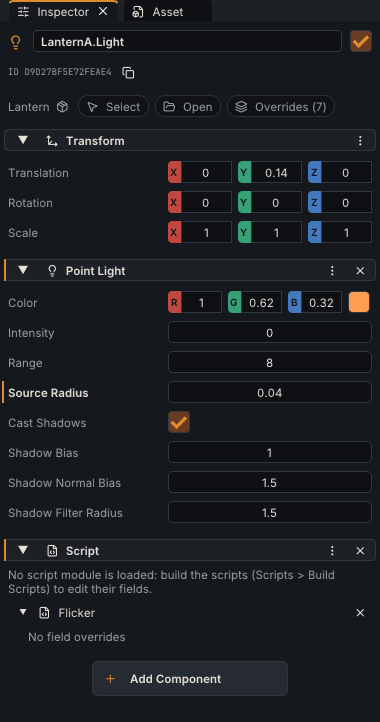 Inspector
Asset
LanternA.Light
ID D9D27BF5E72FEAE4
Lantern Select Open Overrides (7)
Transform
Translation X 0 Y 0.14 Z 0
Rotation X 0 Y 0 Z 0
Scale X 1 Y 1 Z 1
Point Light
Color R 1 G 0.62 B 0.32
Intensity 0
Range 8
Source Radius 0.04
Cast Shadows
Shadow Bias 1
Shadow Normal Bias 1.5
Shadow Filter Radius 1.5
Script
No script module is loaded: build the scripts (Scripts > Build
Scripts) to edit their fields.
Flicker
No field overrides
Add Component